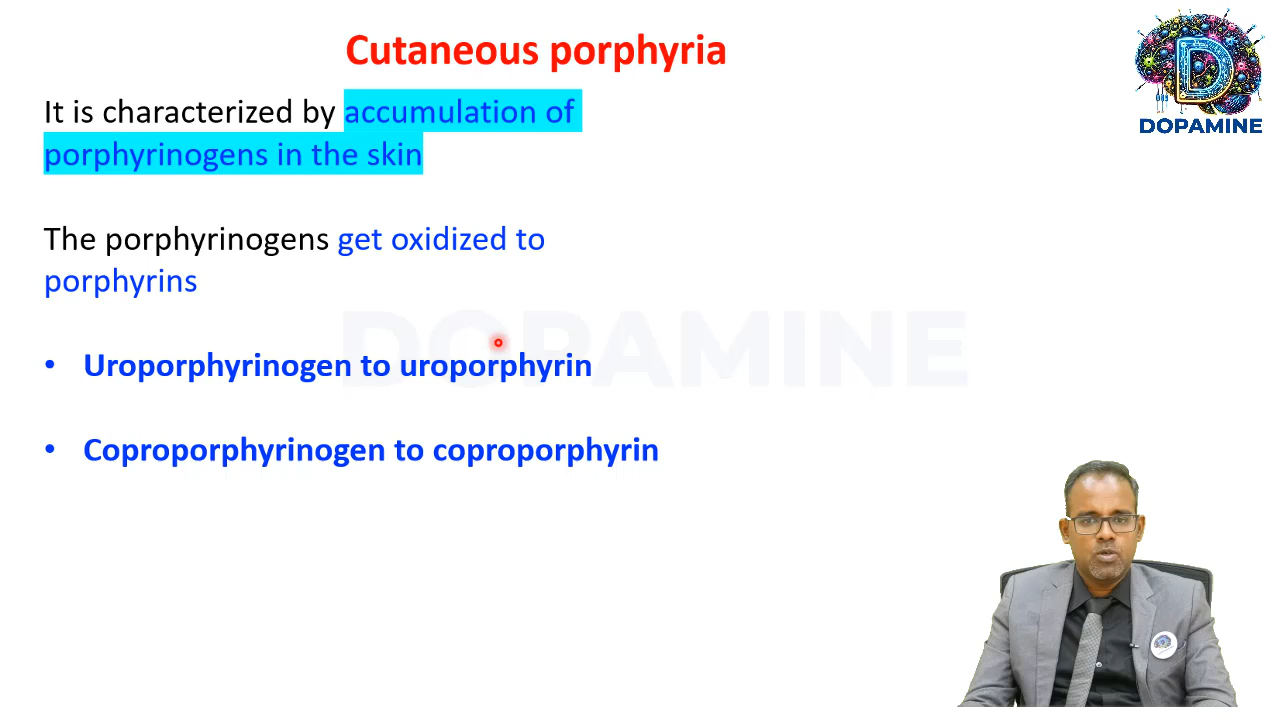 Cutaneous porphyria
It is characterized by accumulation of
porphyrinogens in the skin
The porphyrinogens get oxidized to
porphyrins
• Uroporphyrinogen to uroporphyrin
• Coproporphyrinogen to coproporphyrin
D
DOPAMINE
DOPAMINE